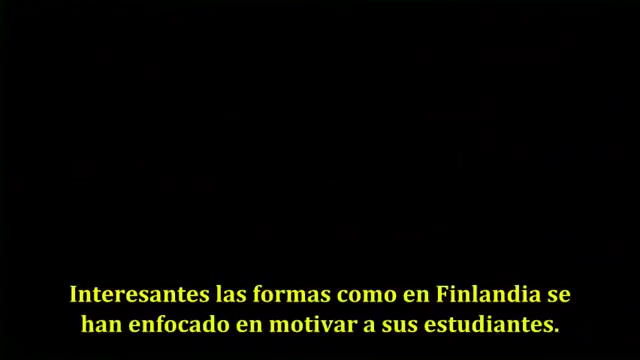 Interesantes las formas como en Finlandia se
han enfocado en motivar a sus estudiantes.